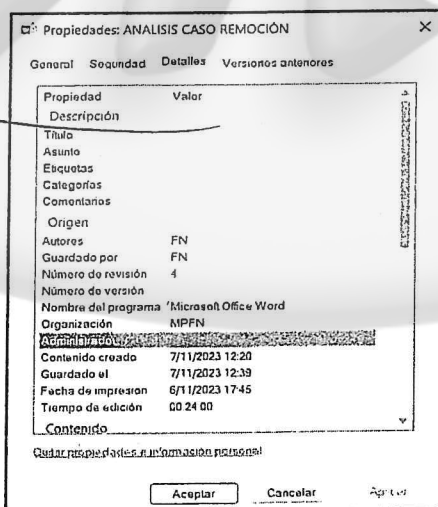 Propiedades: ANALISIS CASO REMOCIÓN
General Seguridad Detalles Versiones anteriores
Propiedad Valor
Descripción
Título
Asunto
Etiquetas
Categorías
Comentarios
Origen
Autores FN
Guardado por FN
Número de revisión 4
Número de versión
Nombre del programa Microsoft Office Word
Organización MPFN
Administrador
Contenido creado 7/11/2023 12:20
Guardado el 7/11/2023 12:39
Fecha de impresión 6/11/2023 17:45
Tiempo de edición 00:24:00
Contenido
Quitar propiedades e información personal
Aceptar Cancelar Aplicar